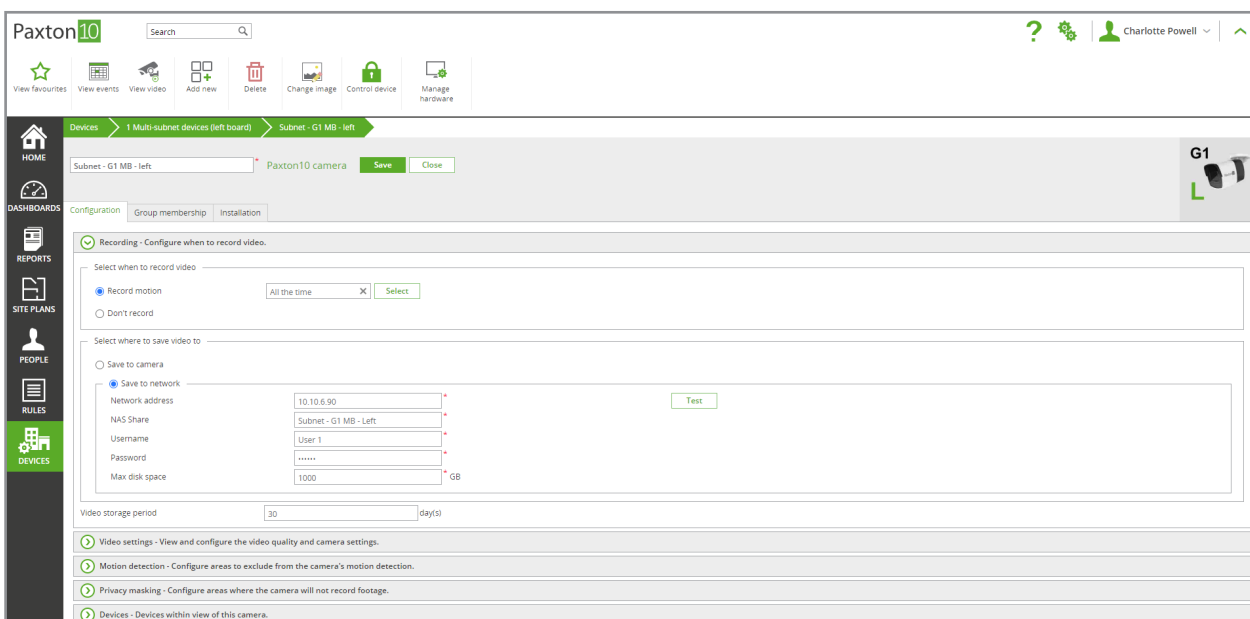 Paxton10
Search
Charlotte Powell
View favourites
View events
View video
Add new
Delete
Change image
Control device
Manage
hardware
HOME
DASHBOARDS
REPORTS
SITE PLANS
PEOPLE
RULES
DEVICES
Devices
1 Multi-subnet devices (left board)
Subnet - G1 MB - left
Subnet - G1 MB - left * Paxton10 camera Save Close
G1
L
Configuration Group membership Installation
Recording - Configure when to record video.
Select when to record video
Record motion All the time Select
Don't record
Select where to save video to
Save to camera
Save to network
Network address 10.10.6.90 * Test
NAS Share Subnet - G1 MB - Left *
Username User 1 *
Password •••••• *
Max disk space 1000 * GB
Video storage period 30 day(s)
Video settings - View and configure the video quality and camera settings.
Motion detection - Configure areas to exclude from the camera's motion detection.
Privacy masking - Configure areas where the camera will not record footage.
Devices - Devices within view of this camera.